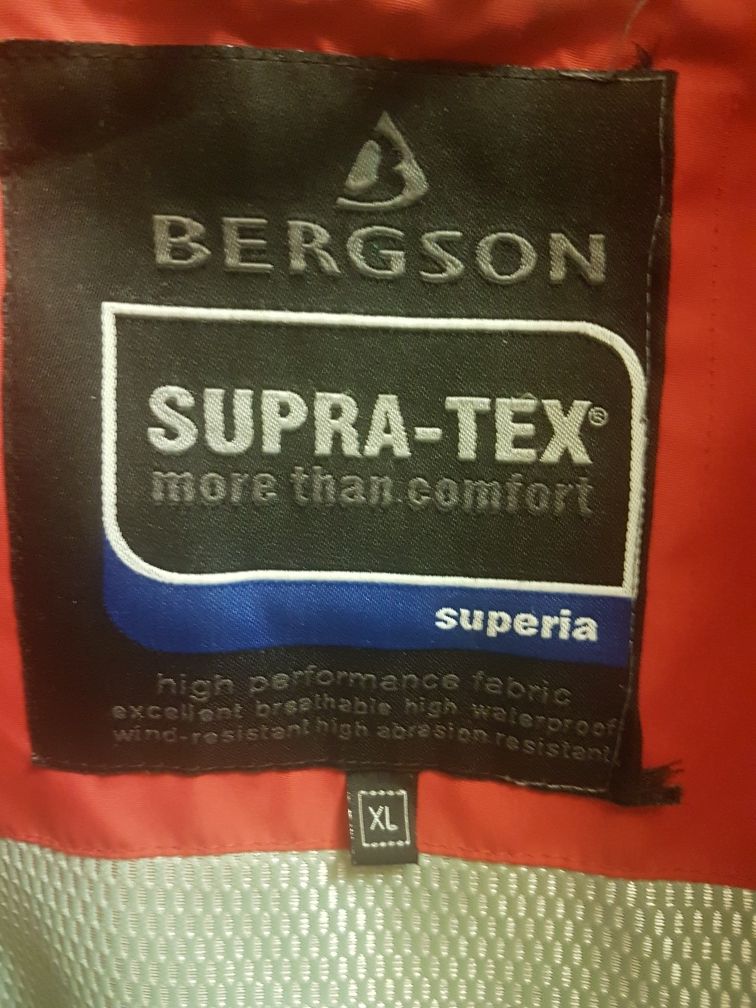 B
BERGSON
SUPRA-TEX®
more than comfort
superia
high performance fabric
excellent breathable high waterproof
wind-resistant high abrasion resistant
XL